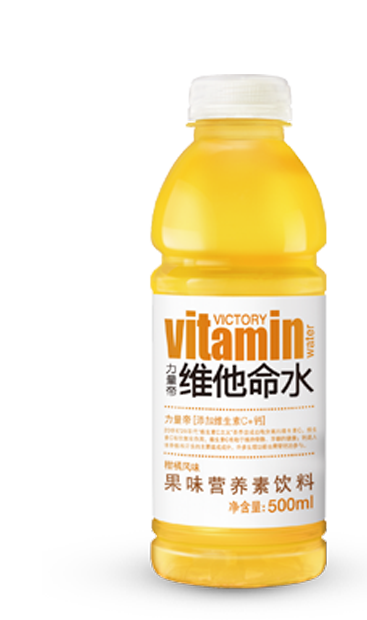 VICTORY
vitamin
water
力量帝
维他命水
力量帝[添加维生素C+钙]
柑橘风味
果味营养素饮料
净含量:500ml